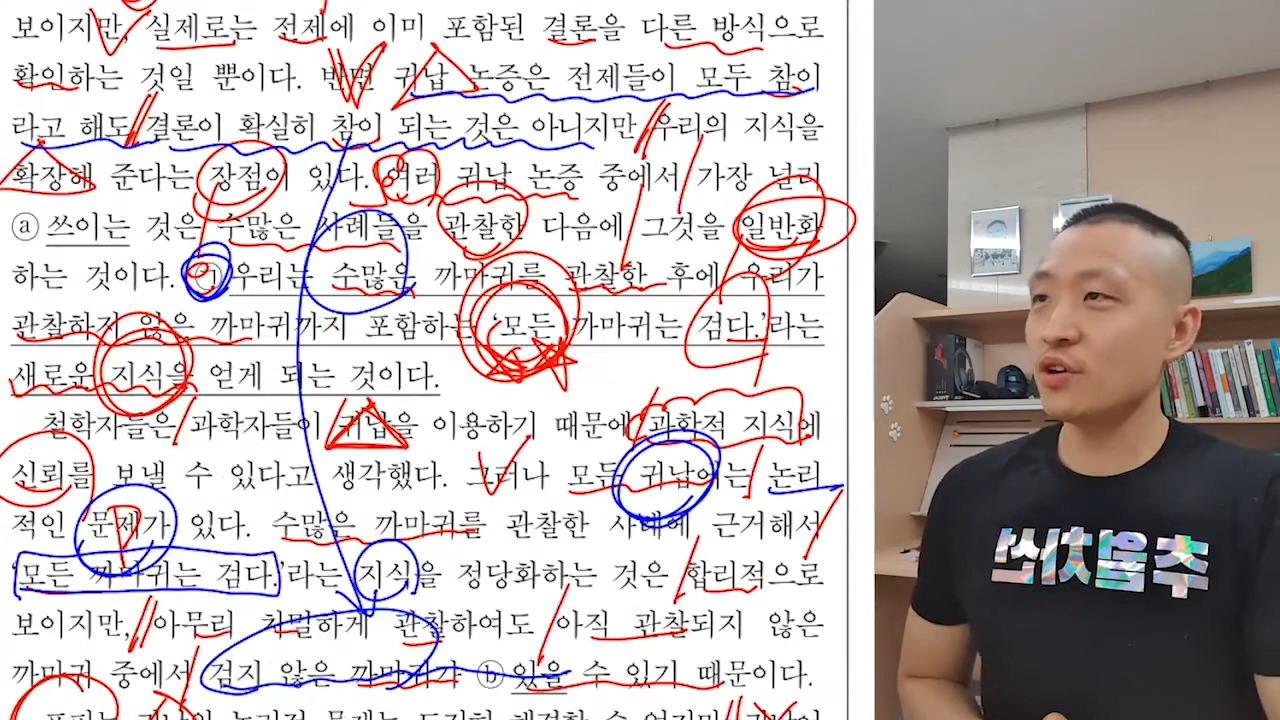 보이지만, 실제로는 전제에 이미 포함된 결론을 다른 방식으로
확인하는 것일 뿐이다. 반면 귀납 논증은 전제들이 모두 참이
라고 해도 결론이 확실히 참이 되는 것은 아니지만 우리의 지식을
확장해 준다는 장점이 있다. 여러 귀납 논증 중에서 가장 널리
ⓐ 쓰이는 것은 수많은 사례들을 관찰한 다음에 그것을 일반화
하는 것이다. ㉠ 우리는 수많은 까마귀를 관찰한 후에 우리가
관찰하지 않은 까마귀까지 포함하는 ‘모든 까마귀는 검다.’라는
새로운 지식을 얻게 되는 것이다.
철학자들은 과학자들이 귀납을 이용하기 때문에 과학적 지식에
신뢰를 보낼 수 있다고 생각했다. 그러나 모든 귀납에는 논리
적인 문제가 있다. 수많은 까마귀를 관찰한 사례에 근거해서
‘모든 까마귀는 검다.’라는 지식을 정당화하는 것은 합리적으로
보이지만, 아무리 치밀하게 관찰하여도 아직 관찰되지 않은
까마귀 중에서 검지 않은 까마귀가 ⓑ 있을 수 있기 때문이다.